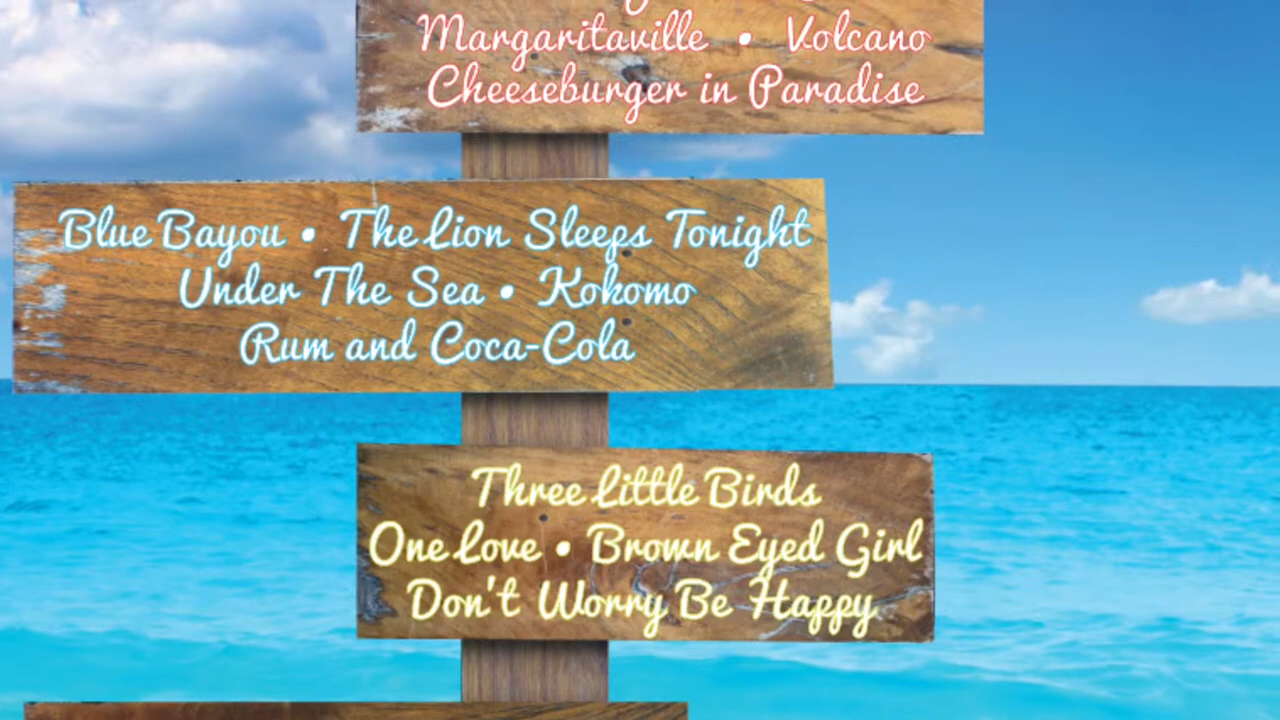 Margaritaville • Volcano
Cheeseburger in Paradise
Blue Bayou • The Lion Sleeps Tonight
Under The Sea • Kokomo
Rum and Coca-Cola
Three Little Birds
One Love • Brown Eyed Girl
Don't Worry Be Happy